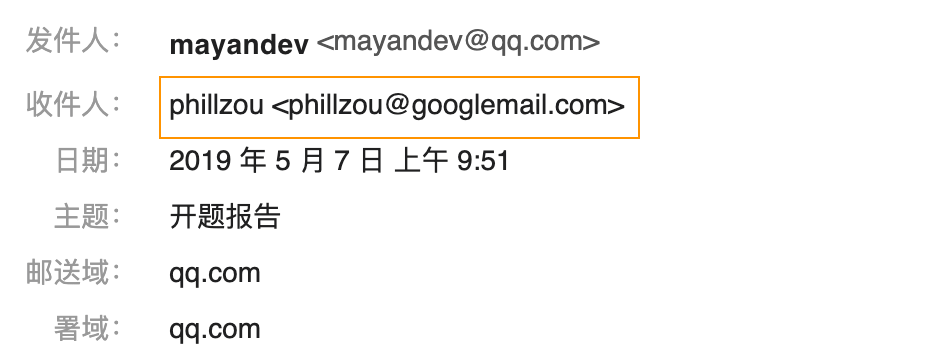 发件人： mayandev <mayandev@qq.com>
收件人： phillzou <phillzou@googlemail.com>
日期： 2019 年 5 月 7 日 上午 9:51
主题： 开题报告
邮送域： qq.com
署域： qq.com